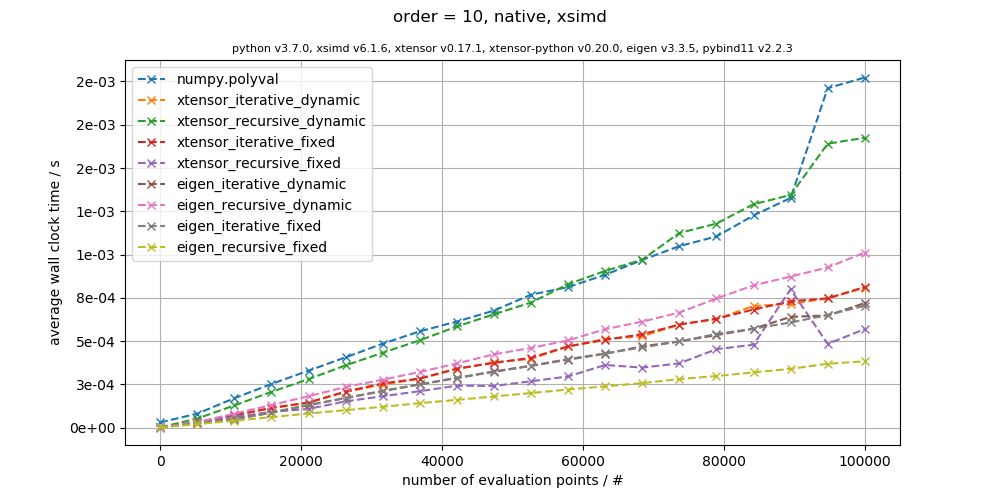 order = 10, native, xsimd
python v3.7.0, xsimd v6.1.6, xtensor v0.17.1, xtensor-python v0.20.0, eigen v3.3.5, pybind11 v2.2.3
numpy.polyval
xtensor_iterative_dynamic
xtensor_recursive_dynamic
xtensor_iterative_fixed
xtensor_recursive_fixed
eigen_iterative_dynamic
eigen_recursive_dynamic
eigen_iterative_fixed
eigen_recursive_fixed
average wall clock time / s
2e-03
2e-03
2e-03
1e-03
1e-03
8e-04
5e-04
3e-04
0e+00
0 20000 40000 60000 80000 100000
number of evaluation points / #